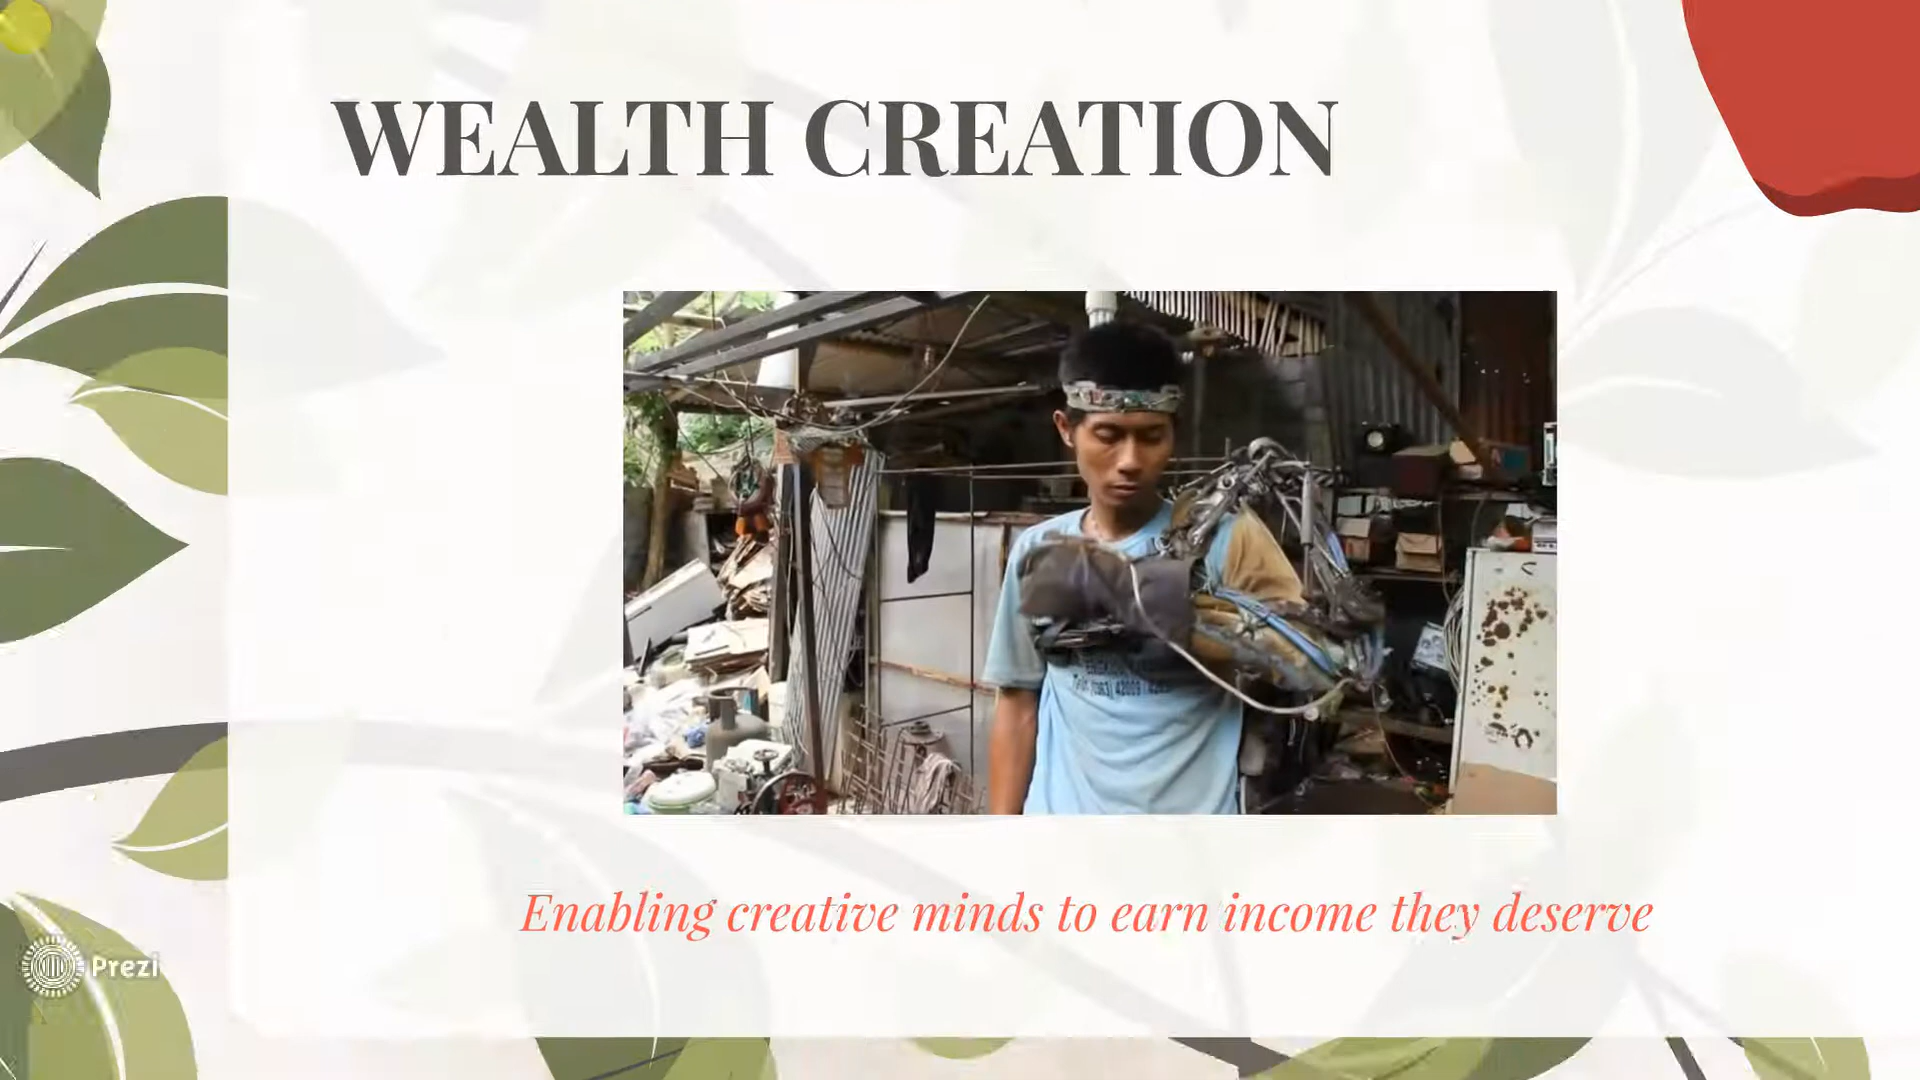 WEALTH CREATION
Enabling creative minds to earn income they deserve
Prezi